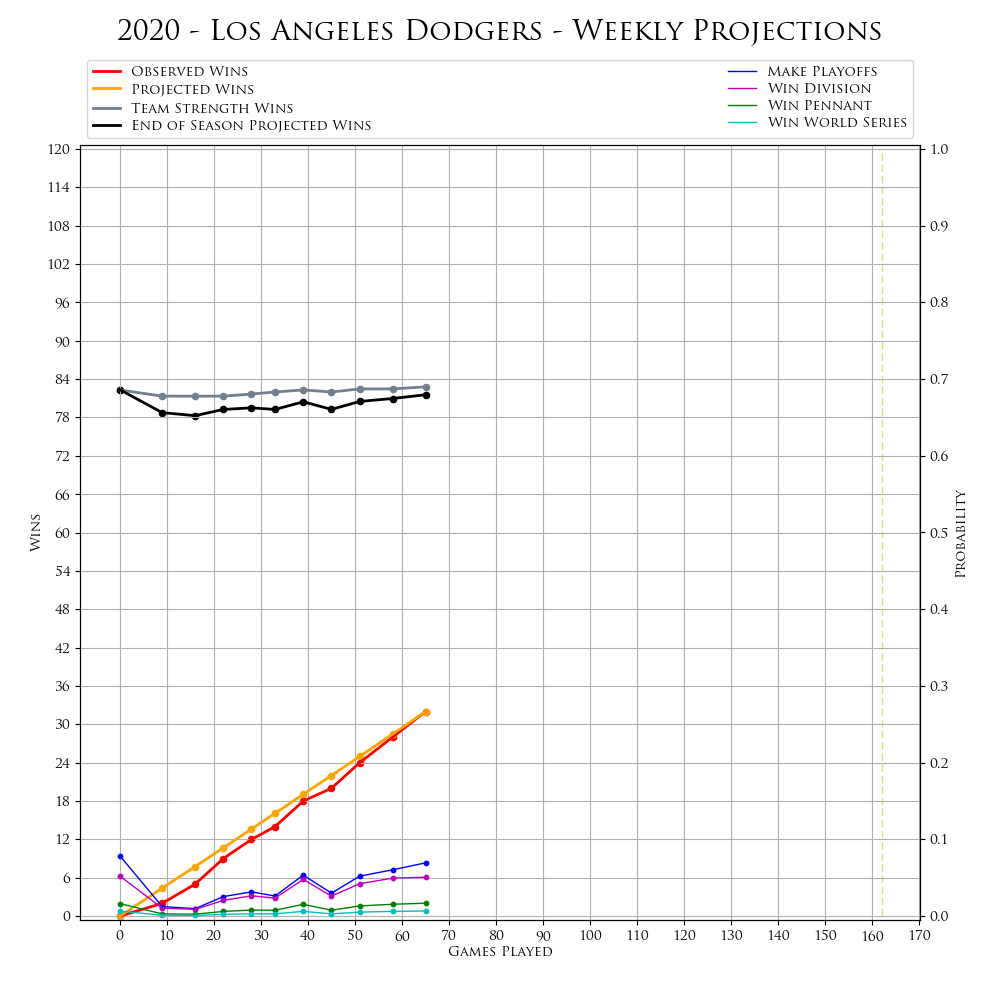 2020 - Los Angeles Dodgers - Weekly Projections
Observed Wins
Projected Wins
Team Strength Wins
End of Season Projected Wins
Make Playoffs
Win Division
Win Pennant
Win World Series
120
114
108
102
96
90
84
78
72
66
60
54
48
42
36
30
24
18
12
6
0
Wins
1.0
0.9
0.8
0.7
0.6
0.5
0.4
0.3
0.2
0.1
0.0
Probability
0 10 20 30 40 50 60 70 80 90 100 110 120 130 140 150 160 170
Games Played